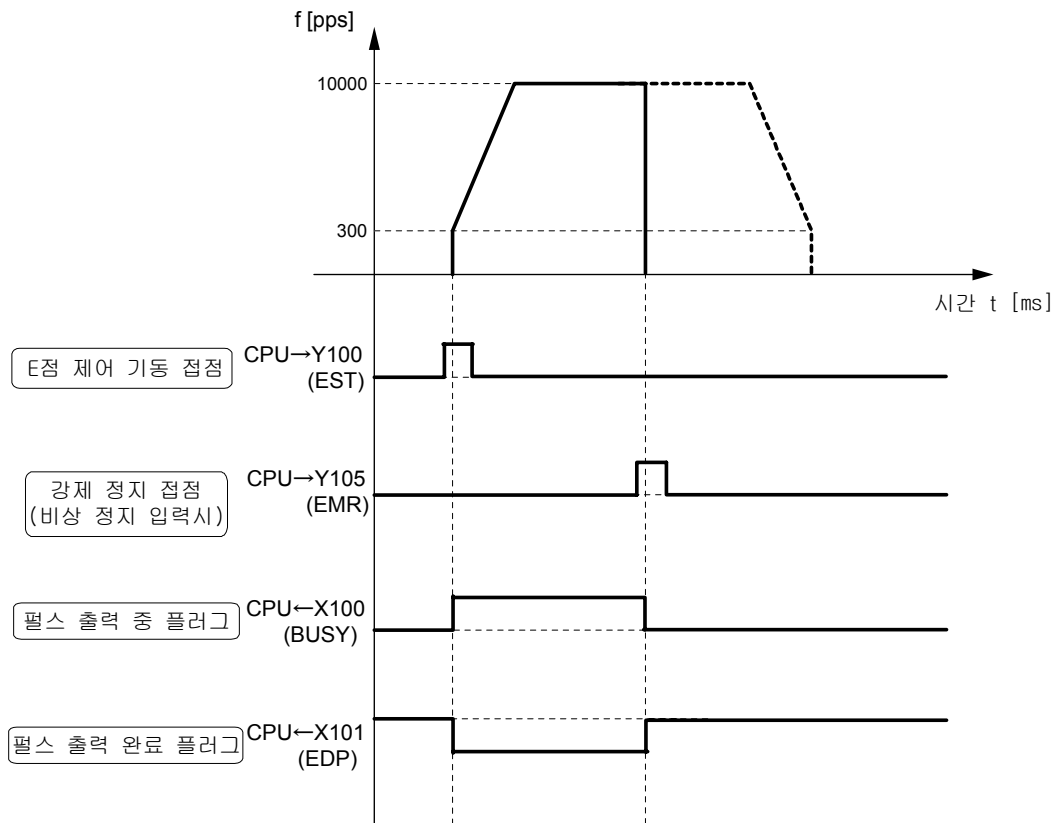 f [pps]
10000
300
시간 t [ms]
E점 제어 기동 접점
CPU→Y100
(EST)
강제 정지 접점
(비상 정지 입력시)
CPU→Y105
(EMR)
펄스 출력 중 플러그
CPU←X100
(BUSY)
펄스 출력 완료 플러그
CPU←X101
(EDP)